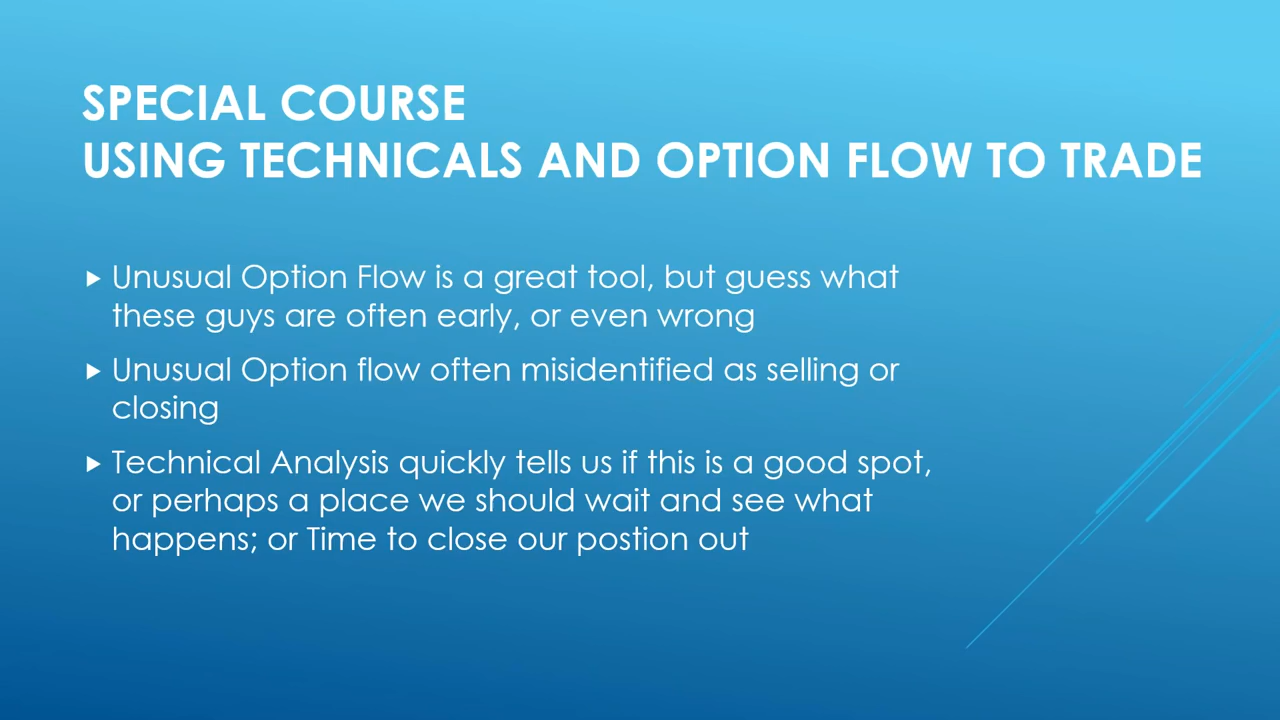 SPECIAL COURSE
USING TECHNICALS AND OPTION FLOW TO TRADE
Unusual Option Flow is a great tool, but guess what
these guys are often early, or even wrong
Unusual Option flow often misidentified as selling or
closing
Technical Analysis quickly tells us if this is a good spot,
or perhaps a place we should wait and see what
happens; or Time to close our postion out